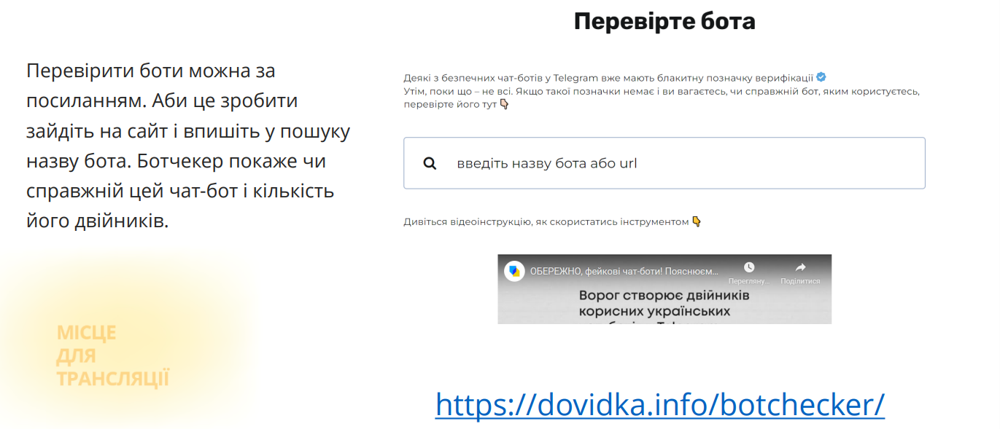 Перевірте бота
Перевірити боти можна за
посиланням. Аби це зробити
зайдіть на сайт і впишіть у пошуку
назву бота. Ботчекер покаже чи
справжній цей чат-бот і кількість
його двійників.
Деякі з безпечних чат-ботів у Telegram вже мають блакитну позначку верифікації
Утім, поки що – не всі. Якщо такої позначки немає і ви вагаєтесь, чи справжній бот, яким користуєтесь,
перевірте його тут 👇
введіть назву бота або url
Дивіться відеоінструкцію, як скористатись інструментом 👇
ОБЕРЕЖНО, фейкові чат-боти! Пояснюєм...
Переглян​у...
Поділитися
Ворог створює двійників
корисних українських
МІСЦЕ
ДЛЯ
ТРАНСЛЯЦІЇ
https://dovidka.info/botchecker/